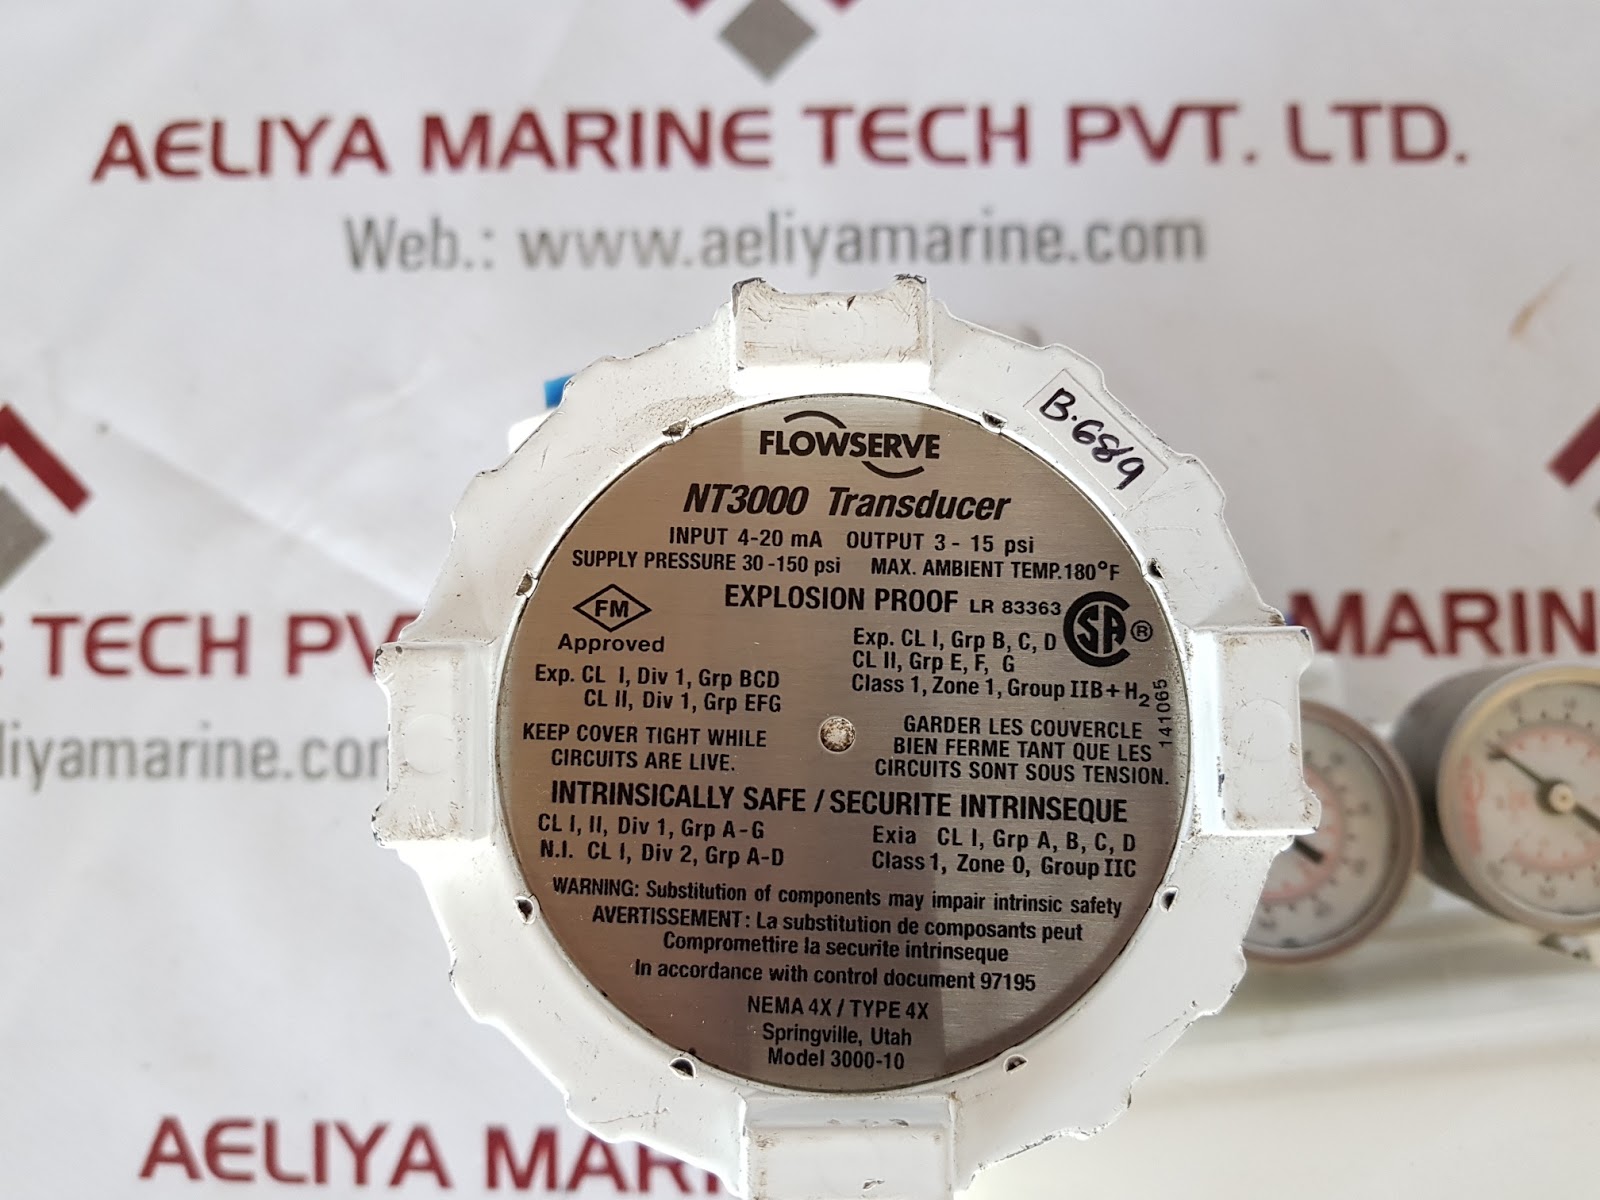 AELIYA MARINE TECH PVT. LTD.
Web.: www.aeliyamarine.com
B.689
FLOWSERVE
NT3000 Transducer
INPUT 4-20 mA OUTPUT 3 - 15 psi
SUPPLY PRESSURE 30 -150 psi MAX. AMBIENT TEMP.180°F
EXPLOSION PROOF LR 83363
FM
Approved
SA ®
Exp. CL I, Div 1, Grp BCD
CL II, Div 1, Grp EFG
Exp. CL I, Grp B, C, D
CL II, Grp E, F, G
Class 1, Zone 1, Group IIB + H2
141065
KEEP COVER TIGHT WHILE
CIRCUITS ARE LIVE.
GARDER LES COUVERCLE
BIEN FERME TANT QUE LES
CIRCUITS SONT SOUS TENSION.
INTRINSICALLY SAFE / SECURITE INTRINSEQUE
CL I, II, Div 1, Grp A-G
N.I. CL I, Div 2, Grp A-D
Exia CL I, Grp A, B, C, D
Class 1, Zone 0, Group IIC
WARNING: Substitution of components may impair intrinsic safety
AVERTISSEMENT : La substitution de composants peut
Compromettire la securite intrinseque
In accordance with control document 97195
NEMA 4X / TYPE 4X
Springville, Utah
Model 3000-10
E TECH PV
MARIN
eliyamarine.com
AELIYA MAR